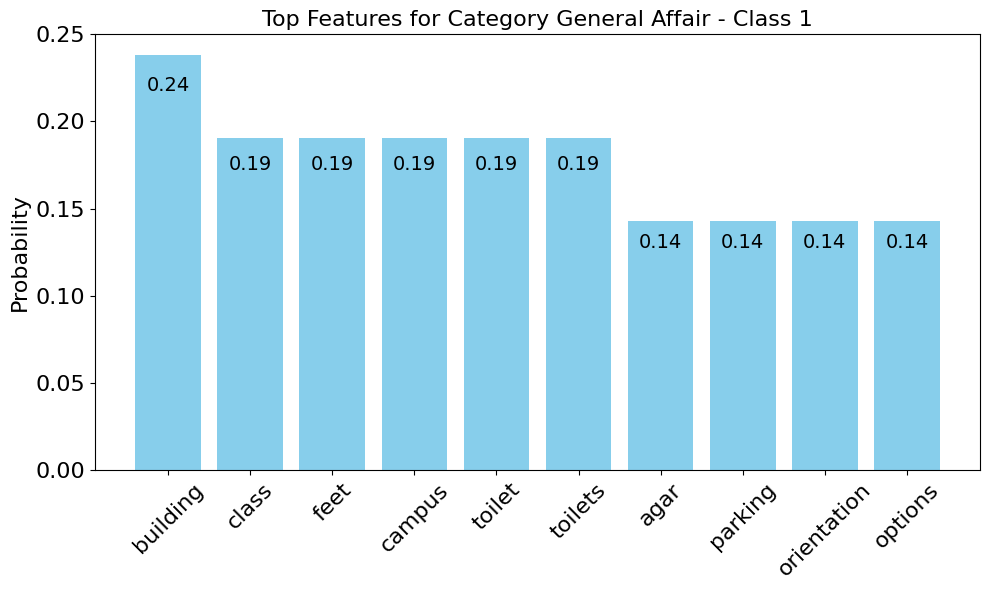 Top Features for Category General Affair - Class 1
Probability
0.25
0.20
0.15
0.10
0.05
0.00
0.24
0.19
0.19
0.19
0.19
0.19
0.14
0.14
0.14
0.14
building
class
feet
campus
toilet
toilets
agar
parking
orientation
options